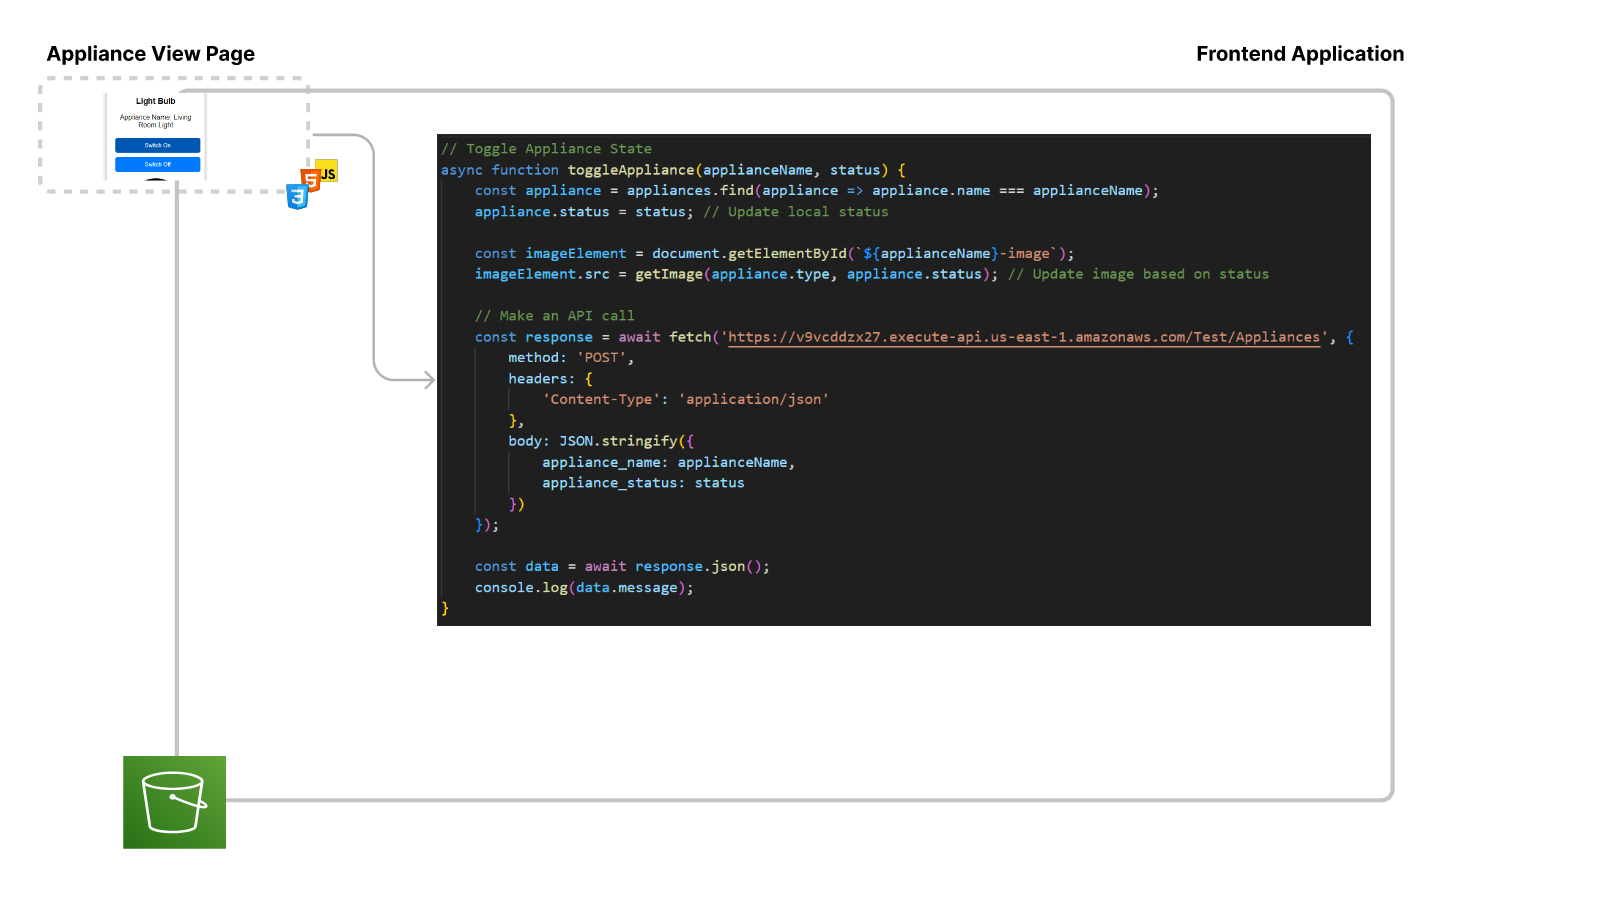 Appliance View Page
Frontend Application
Light Bulb
Appliance Name: Living
Room Light
Switch On
Switch Off
JS
5
3
// Toggle Appliance State
async function toggleAppliance(applianceName, status) {
    const appliance = appliances.find(appliance => appliance.name === applianceName);
    appliance.status = status; // Update local status

    const imageElement = document.getElementById(`${applianceName}-image`);
    imageElement.src = getImage(appliance.type, appliance.status); // Update image based on status

    // Make an API call
    const response = await fetch('https://v9vcddzx27.execute-api.us-east-1.amazonaws.com/Test/Appliances', {
        method: 'POST',
        headers: {
            'Content-Type': 'application/json'
        },
        body: JSON.stringify({
            appliance_name: applianceName,
            appliance_status: status
        })
    });

    const data = await response.json();
    console.log(data.message);
}